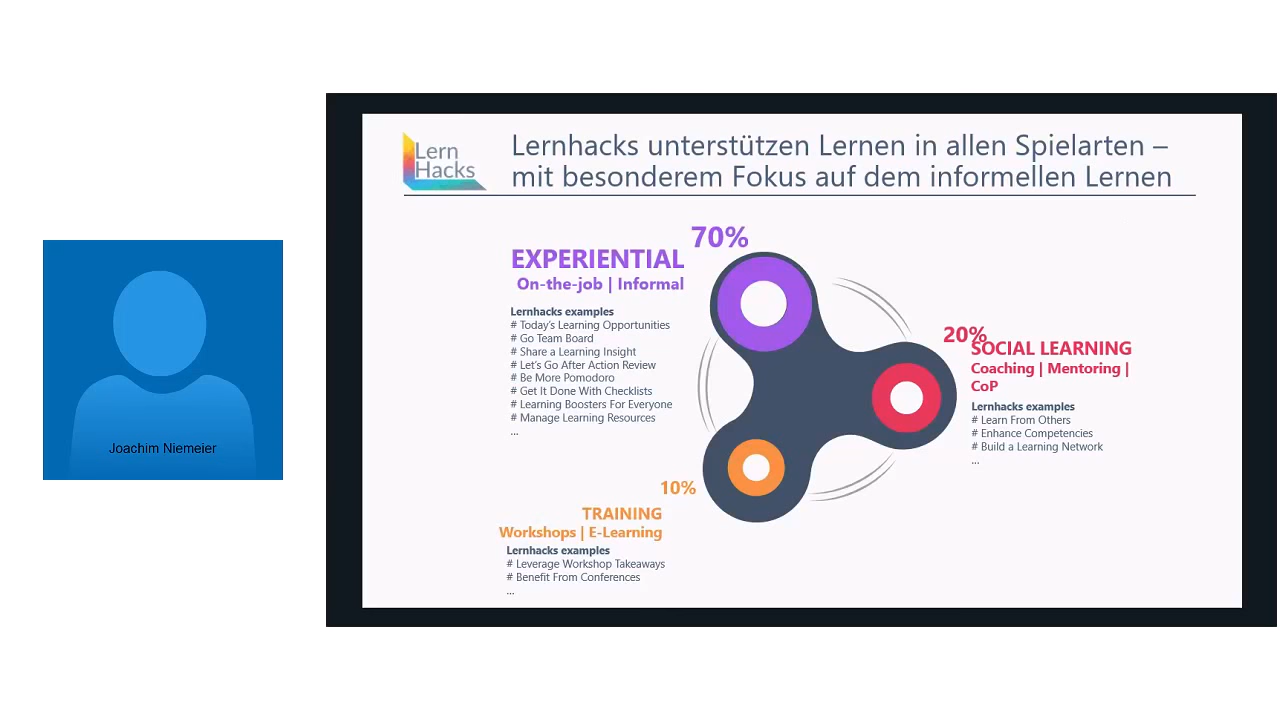 Joachim Niemeier
Lern
Hacks
Lernhacks unterstützen Lernen in allen Spielarten –
mit besonderem Fokus auf dem informellen Lernen
70%
EXPERIENTIAL
On-the-job | Informal
Lernhacks examples
# Today's Learning Opportunities
# Go Team Board
# Share a Learning Insight
# Let's Go After Action Review
# Be More Pomodoro
# Get It Done With Checklists
# Learning Boosters For Everyone
# Manage Learning Resources
...
20%
SOCIAL LEARNING
Coaching | Mentoring |
CoP
Lernhacks examples
# Learn From Others
# Enhance Competencies
# Build a Learning Network
...
10%
TRAINING
Workshops | E-Learning
Lernhacks examples
# Leverage Workshop Takeaways
# Benefit From Conferences
...